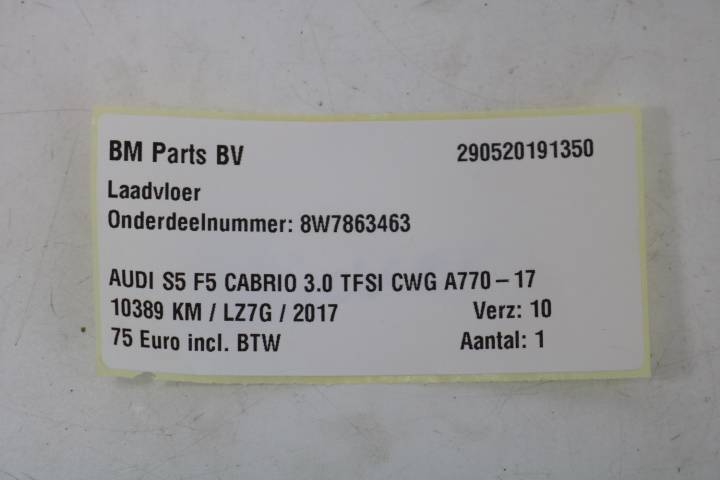 BM Parts BV 290520191350
Laadvloer
Onderdeelnummer: 8W7863463
AUDI S5 F5 CABRIO 3.0 TFSI CWG A770-17
10389 KM / LZ7G / 2017 Verz: 10
75 Euro incl. BTW Aantal: 1